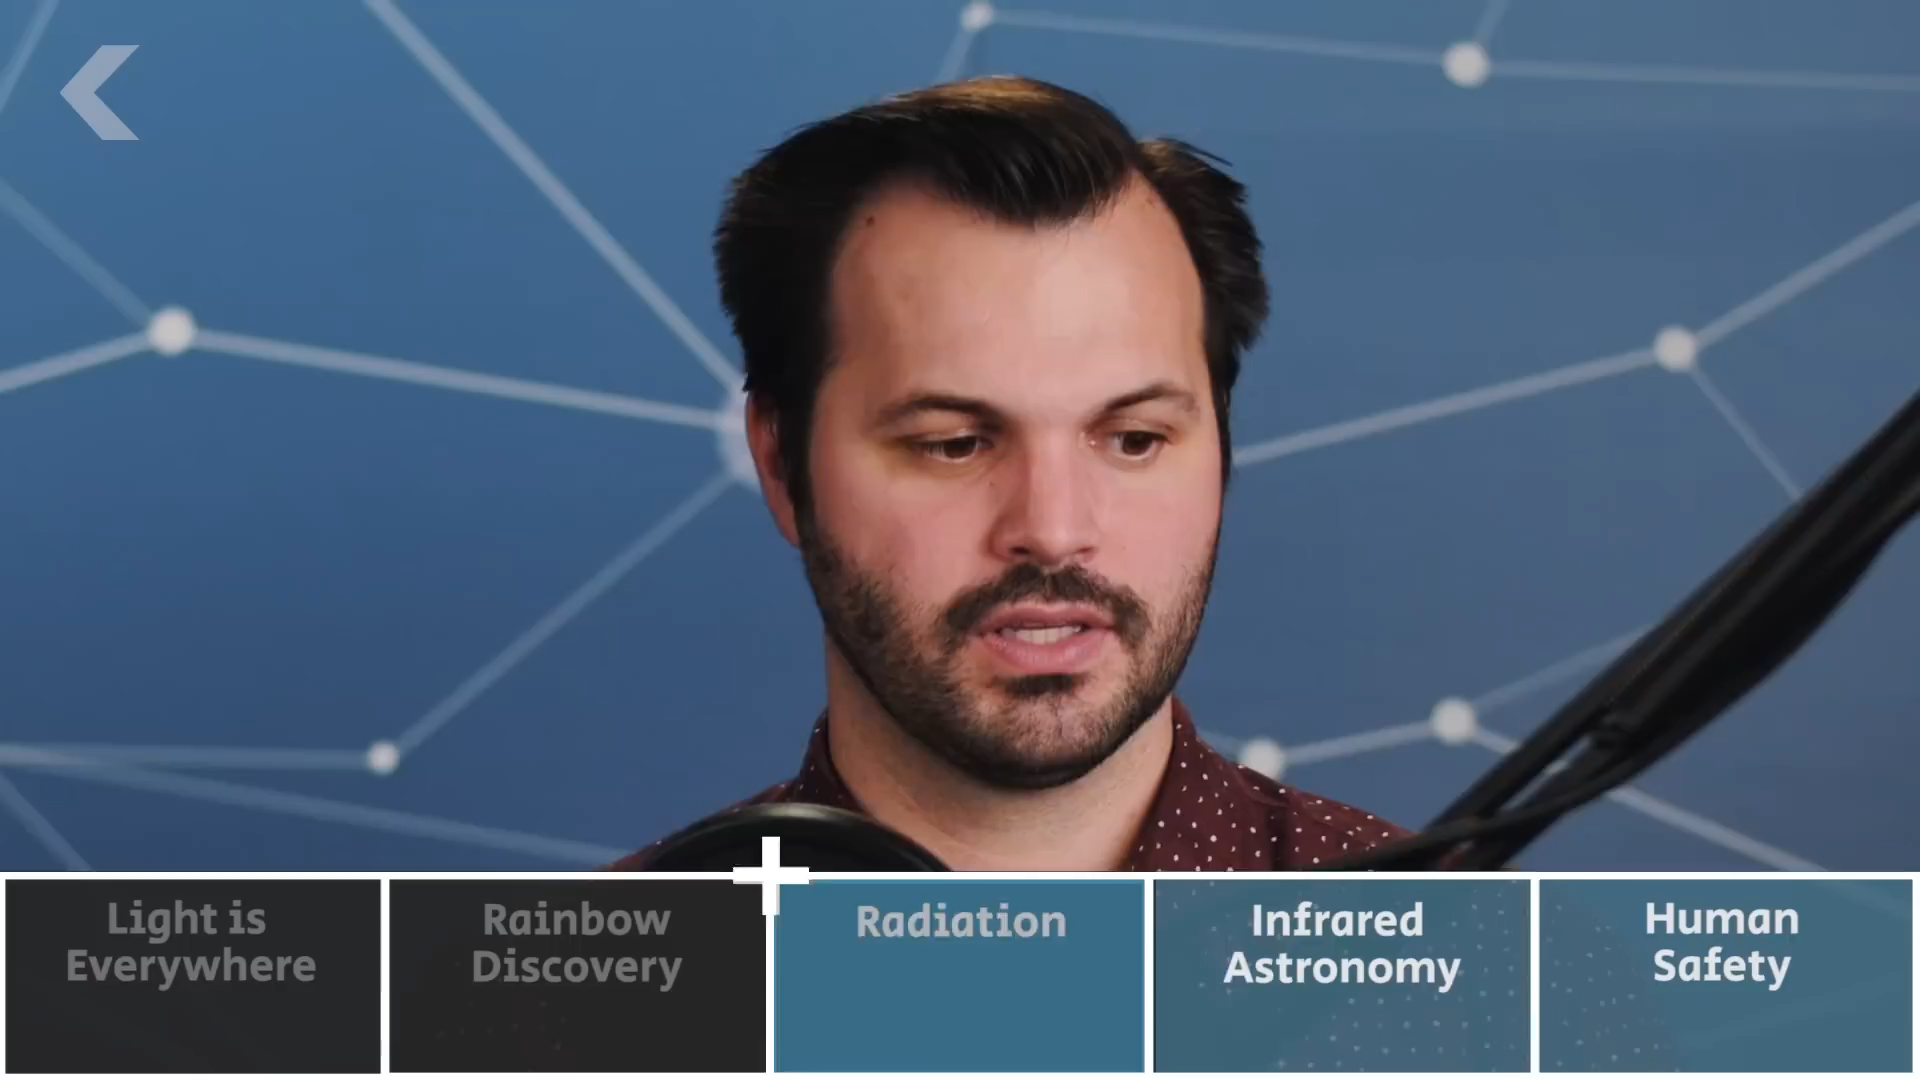 Light is
Everywhere
Rainbow
Discovery
Radiation
Infrared
Astronomy
Human
Safety